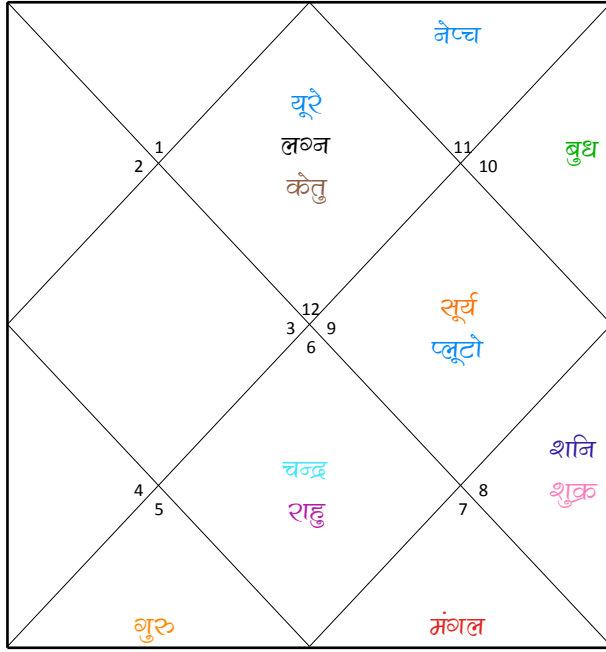 नेप्च
यूरे
लग्न
केतु
1
11
2
10
बुध
12
3
9
6
सूर्य
प्लूटो
शनि
चन्द्र
4
8
शुक्र
5
7
राहु
गुरु
मंगल